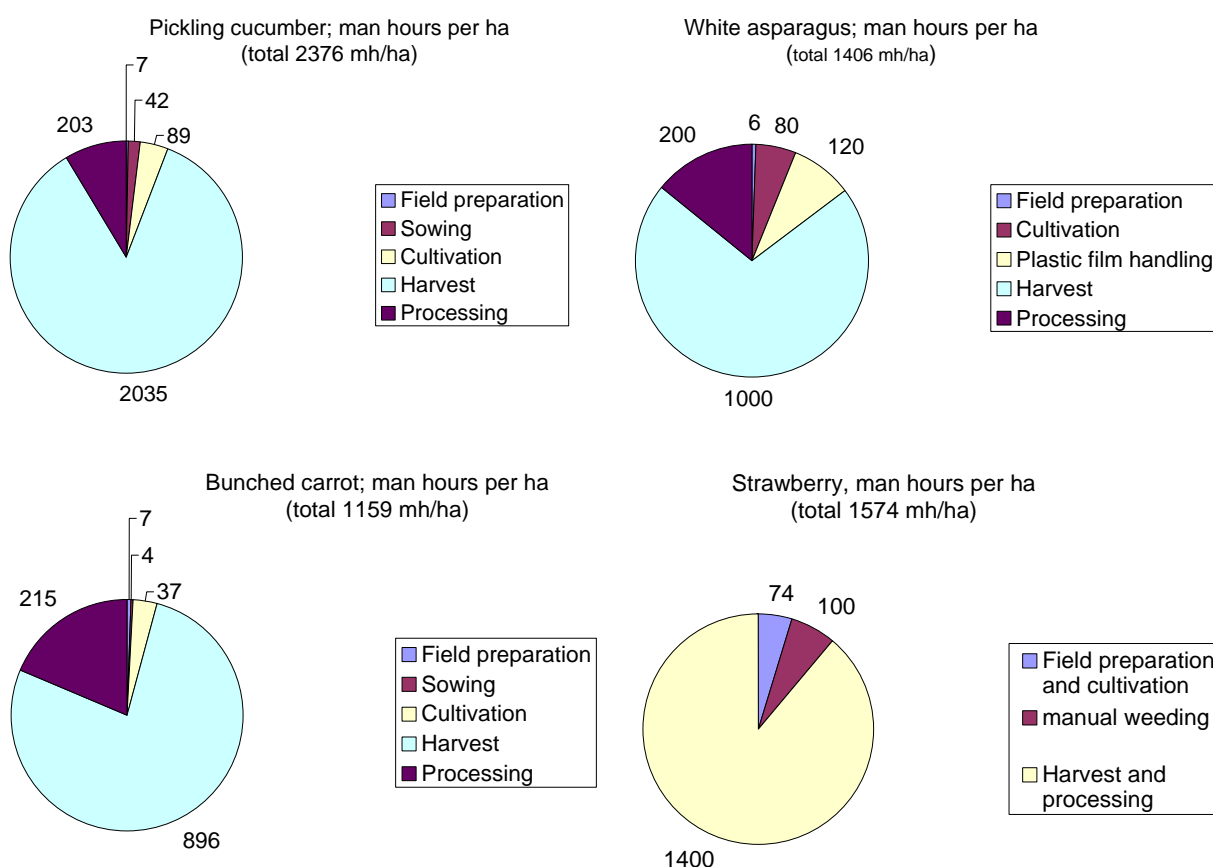 Pickling cucumber; man hours per ha
(total 2376 mh/ha)
7
42
89
203
2035
Field preparation
Sowing
Cultivation
Harvest
Processing
White asparagus; man hours per ha
(total 1406 mh/ha)
6
80
120
200
1000
Field preparation
Cultivation
Plastic film handling
Harvest
Processing
Bunched carrot; man hours per ha
(total 1159 mh/ha)
7
4
37
215
896
Field preparation
Sowing
Cultivation
Harvest
Processing
Strawberry, man hours per ha
(total 1574 mh/ha)
74
100
1400
Field preparation
and cultivation
manual weeding
Harvest and
processing